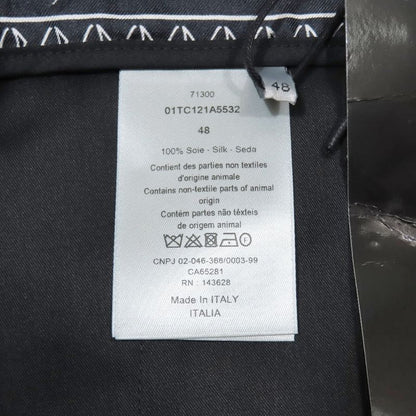 71300
01TC121A5532
48
100% Soie - Silk - Seda
Contient des parties non textiles
d'origine animale
Contains non-textile parts of animal
origin
Contém partes não têxteis
de origem animal
CNPJ 02-046-368/0003-99
CA65281
RN : 143628
Made In ITALY
ITALIA
48